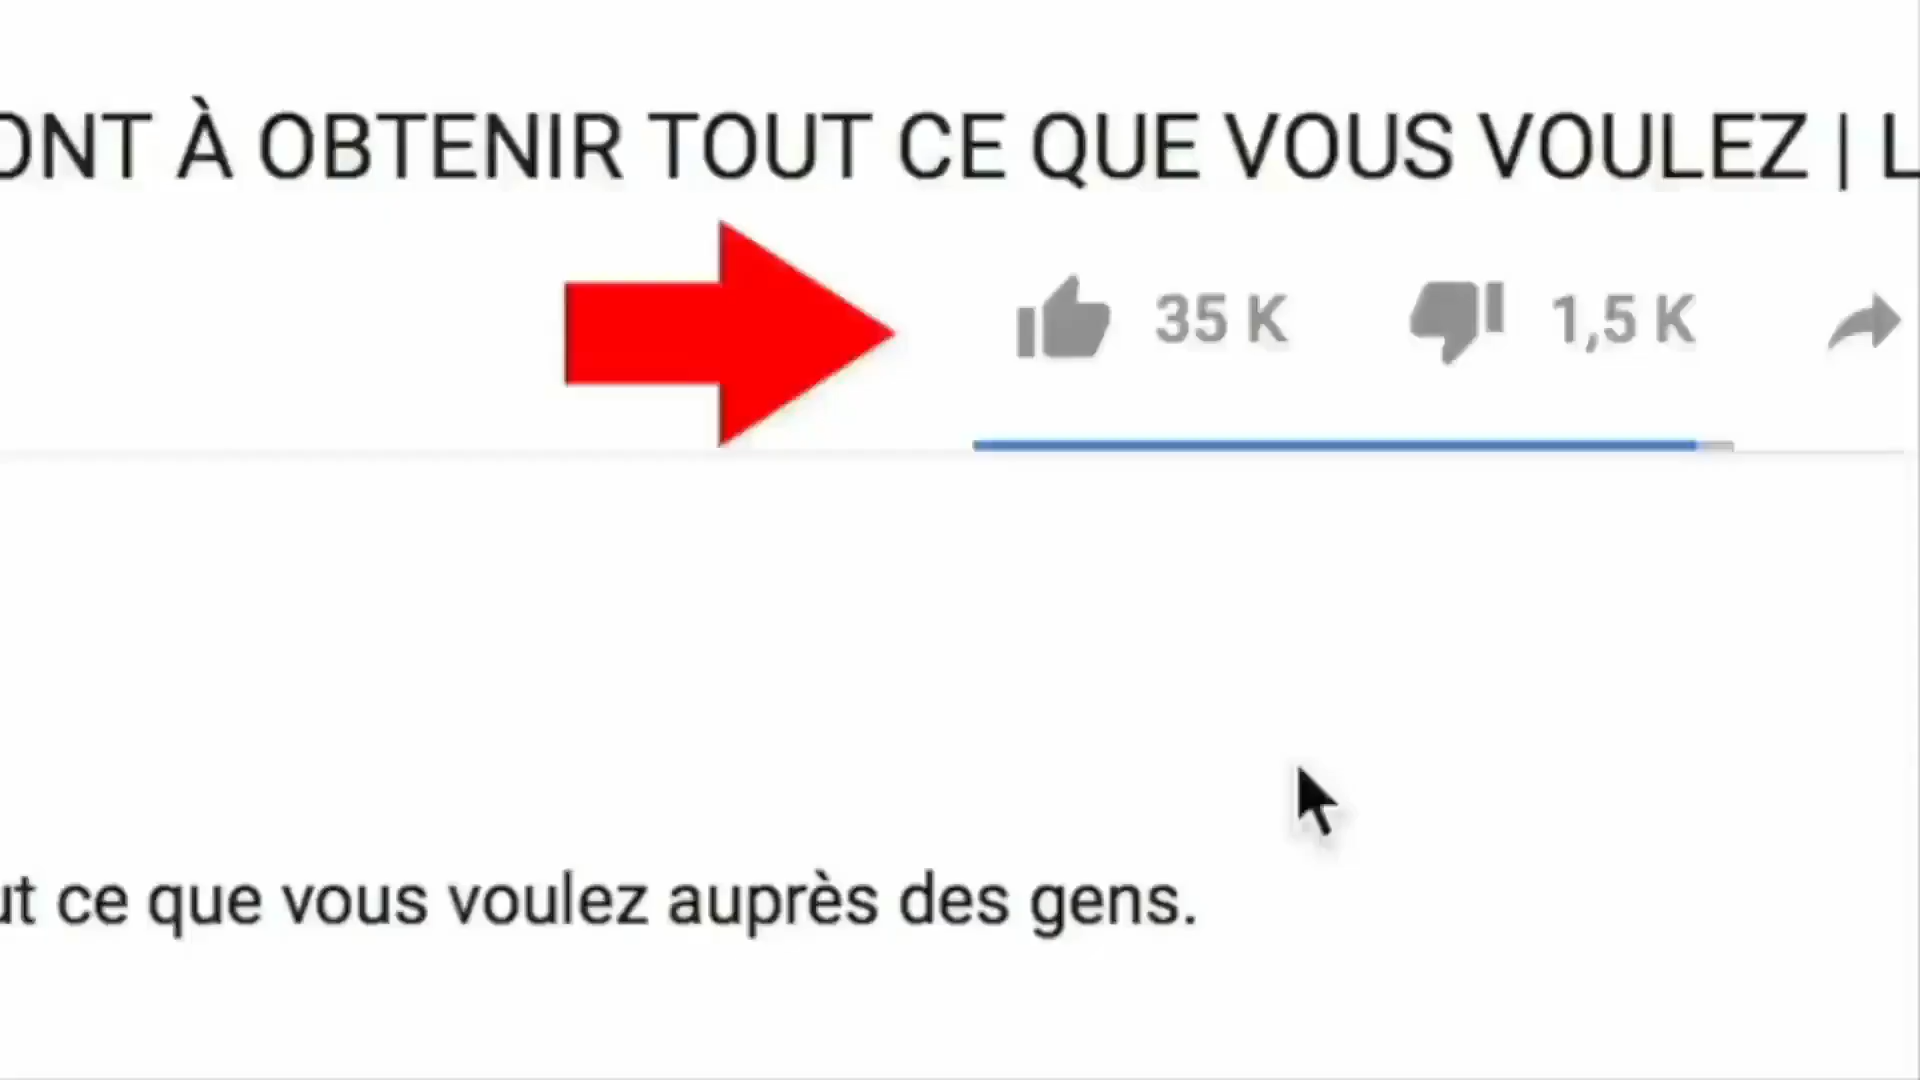 ONT À OBTENIR TOUT CE QUE VOUS VOULEZ | L
35 K 1,5 K
ut ce que vous voulez auprès des gens.